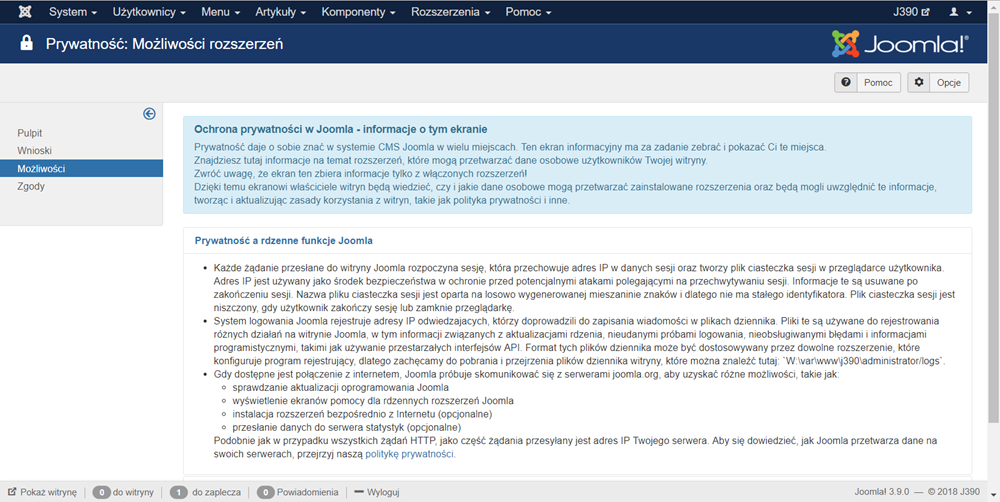 System Użytkownicy Menu Artykuły Komponenty Rozszerzenia Pomoc J390
Prywatność: Możliwości rozszerzeń
Joomla!®
Pomoc Opcje
Pulpit
Wnioski
Możliwości
Zgody
Ochrona prywatności w Joomla - informacje o tym ekranie
Prywatność daje o sobie znać w systemie CMS Joomla w wielu miejscach. Ten ekran informacyjny ma za zadanie zebrać i pokazać Ci te miejsca.
Znajdziesz tutaj informacje na temat rozszerzeń, które mogą przetwarzać dane osobowe użytkowników Twojej witryny.
Zwróć uwagę, że ekran ten zbiera informacje tylko z włączonych rozszerzeń!
Dzięki temu ekranowi właściciele witryn będą wiedzieć, czy i jakie dane osobowe mogą przetwarzać zainstalowane rozszerzenia oraz będą mogli uwzględnić te informacje,
tworząc i aktualizując zasady korzystania z witryn, takie jak polityka prywatności i inne.
Prywatność a rdzenne funkcje Joomla
Każde żądanie przesłane do witryny Joomla rozpoczyna sesję, która przechowuje adres IP w danych sesji oraz tworzy plik ciasteczka sesji w przeglądarce użytkownika.
Adres IP jest używany jako środek bezpieczeństwa w ochronie przed potencjalnymi atakami polegającymi na przechwytywaniu sesji. Informacje te są usuwane po
zakończeniu sesji. Nazwa pliku ciasteczka sesji jest oparta na losowo wygenerowanej mieszaninie znaków i dlatego nie ma stałego identyfikatora. Plik ciasteczka sesji jest
niszczony, gdy użytkownik zakończy sesję lub zamknie przeglądarkę.
System logowania Joomla rejestruje adresy IP odwiedzajacych, którzy doprowadzili do zapisania wiadomości w plikach dziennika. Pliki te są używane do rejestrowania
różnych działań na witrynie Joomla, w tym informacji związanych z aktualizacjami rdzenia, nieudanymi próbami logowania, nieobsługiwanymi błędami i informacjami
programistycznymi, takimi jak używanie przestarzałych interfejsów API. Format tych plików dziennika może być dostosowywany przez dowolne rozszerzenie, które
konfiguruje program rejestrujący, dlatego zachęcamy do pobrania i przejrzenia plików dziennika witryny, które można znaleźć tutaj: `W:\var\www\j390\administrator/logs`.
Gdy dostępne jest połączenie z internetem, Joomla próbuje skomunikować się z serwerami joomla.org, aby uzyskać różne możliwości, takie jak:
sprawdzanie aktualizacji oprogramowania Joomla
wyświetlenie ekranów pomocy dla rdzennych rozszerzeń Joomla
instalacja rozszerzeń bezpośrednio z Internetu (opcjonalne)
przesłanie danych do serwera statystyk (opcjonalne)
Podobnie jak w przypadku wszystkich żądań HTTP, jako część żądania przesyłany jest adres IP Twojego serwera. Aby się dowiedzieć, jak Joomla przetwarza dane na
swoich serwerach, przejrzyj naszą politykę prywatności.
Pokaż witrynę 0 do witryny 1 do zaplecza 0 Powiadomienia Wyloguj Joomla! 3.9.0 — © 2018 J390